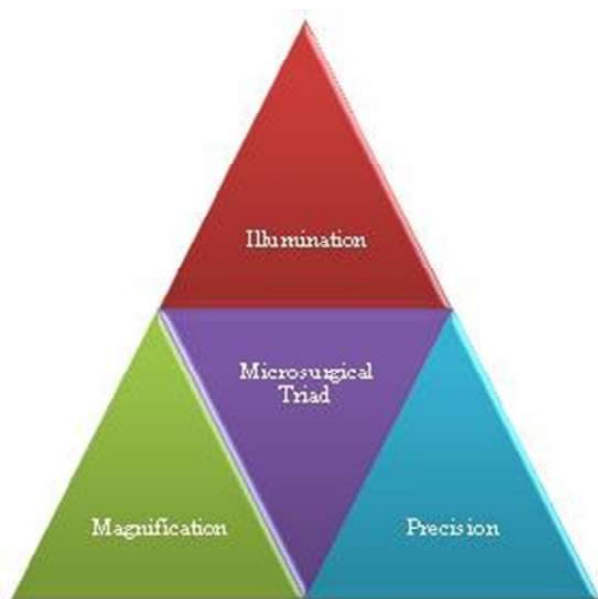 Illumination
Microsurgical
Triad
Magnification
Precision